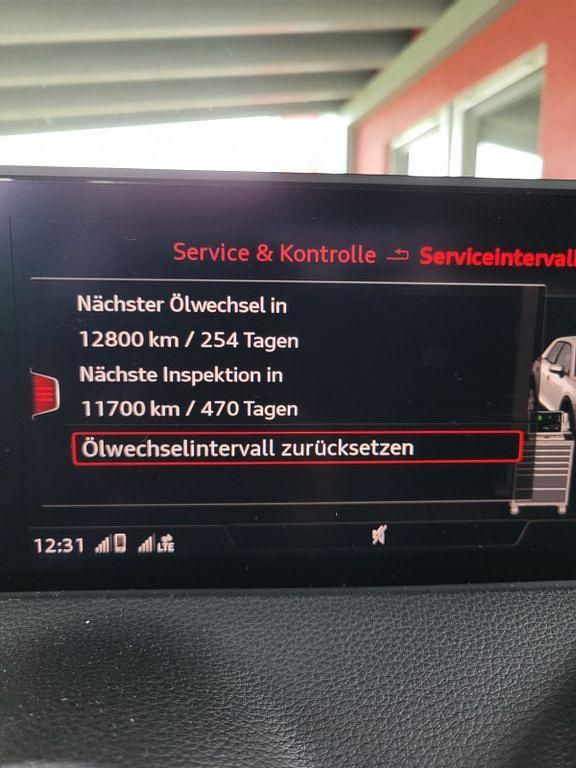 Service & Kontrolle Serviceintervall
Nächster Ölwechsel in
12800 km / 254 Tagen
Nächste Inspektion in
11700 km / 470 Tagen
Ölwechselintervall zurücksetzen
12:31 LTE